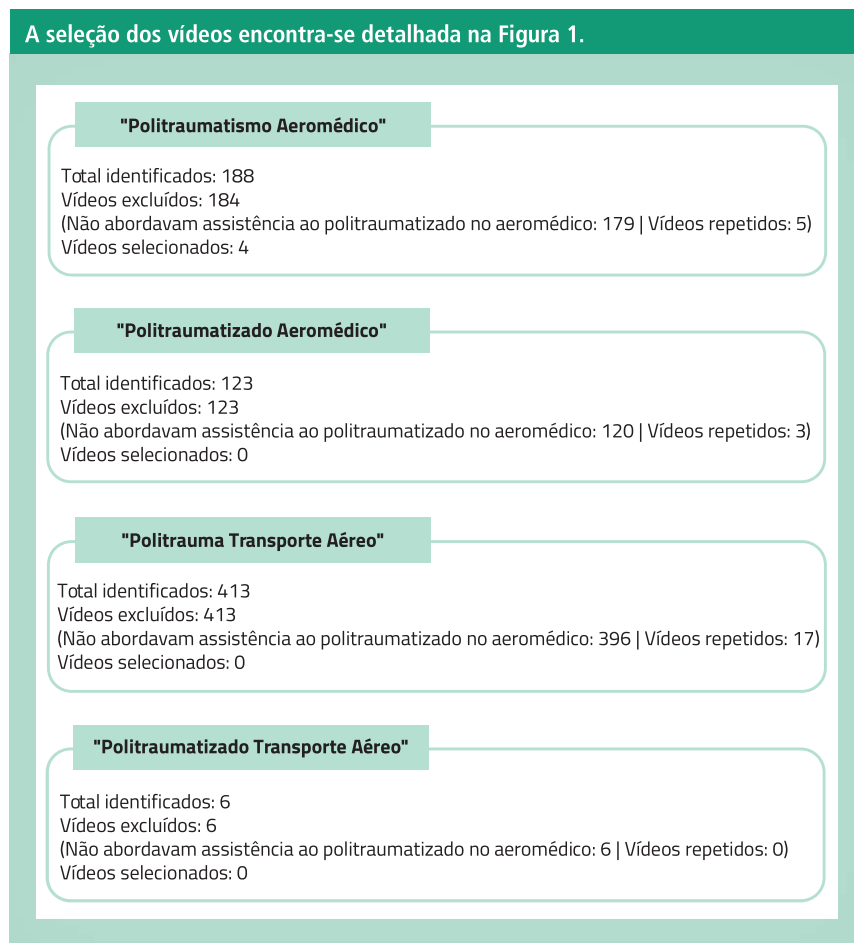 A seleção dos vídeos encontra-se detalhada na Figura 1.
"Politraumatismo Aeromédico"
Total identificados: 188
Vídeos excluídos: 184
(Não abordavam assistência ao politraumatizado no aeromédico: 179 | Vídeos repetidos: 5)
Vídeos selecionados: 4
"Politraumatizado Aeromédico"
Total identificados: 123
Vídeos excluídos: 123
(Não abordavam assistência ao politraumatizado no aeromédico: 120 | Vídeos repetidos: 3)
Vídeos selecionados: 0
"Politrauma Transporte Aéreo"
Total identificados: 413
Vídeos excluídos: 413
(Não abordavam assistência ao politraumatizado no aeromédico: 396 | Vídeos repetidos: 17)
Vídeos selecionados: 0
"Politraumatizado Transporte Aéreo"
Total identificados: 6
Vídeos excluídos: 6
(Não abordavam assistência ao politraumatizado no aeromédico: 6 | Vídeos repetidos: 0)
Vídeos selecionados: 0